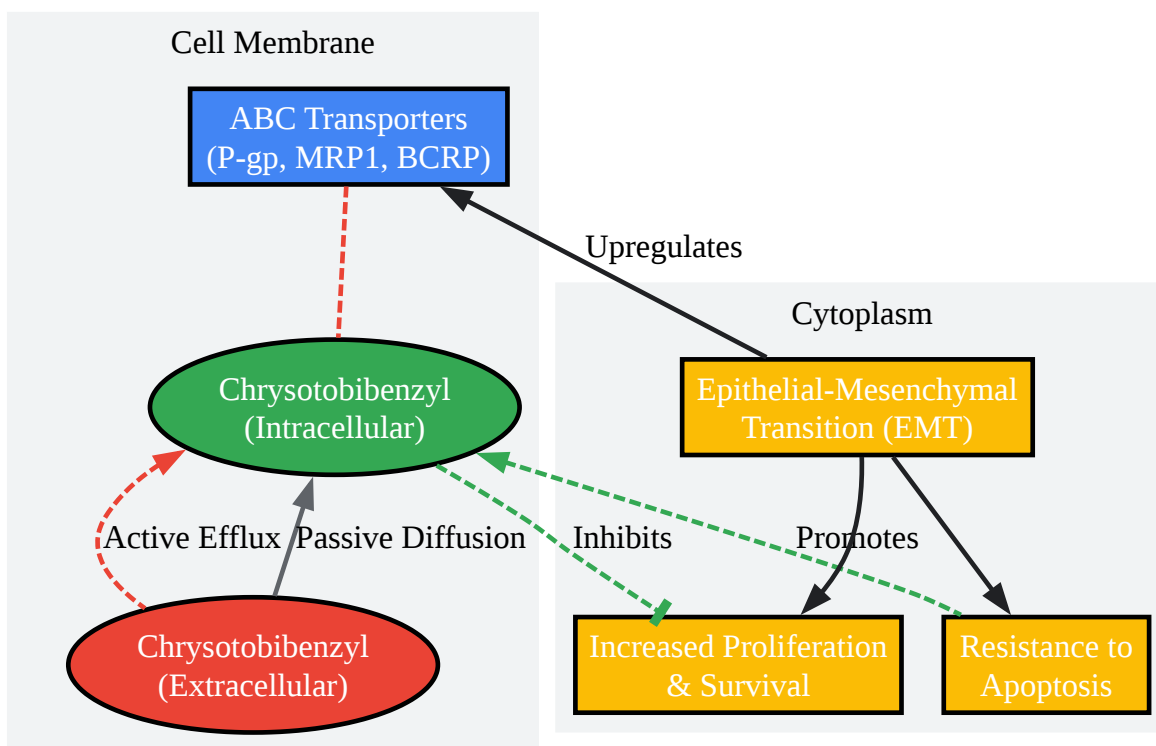 Cell Membrane
ABC Transporters
(P-gp, MRP1, BCRP)
Upregulates
Cytoplasm
Epithelial-Mesenchymal
Transition (EMT)
Chrysotobibenzyl
(Intracellular)
Active Efflux
Passive Diffusion
Inhibits
Promotes
Chrysotobibenzyl
(Extracellular)
Increased Proliferation
& Survival
Resistance to
Apoptosis